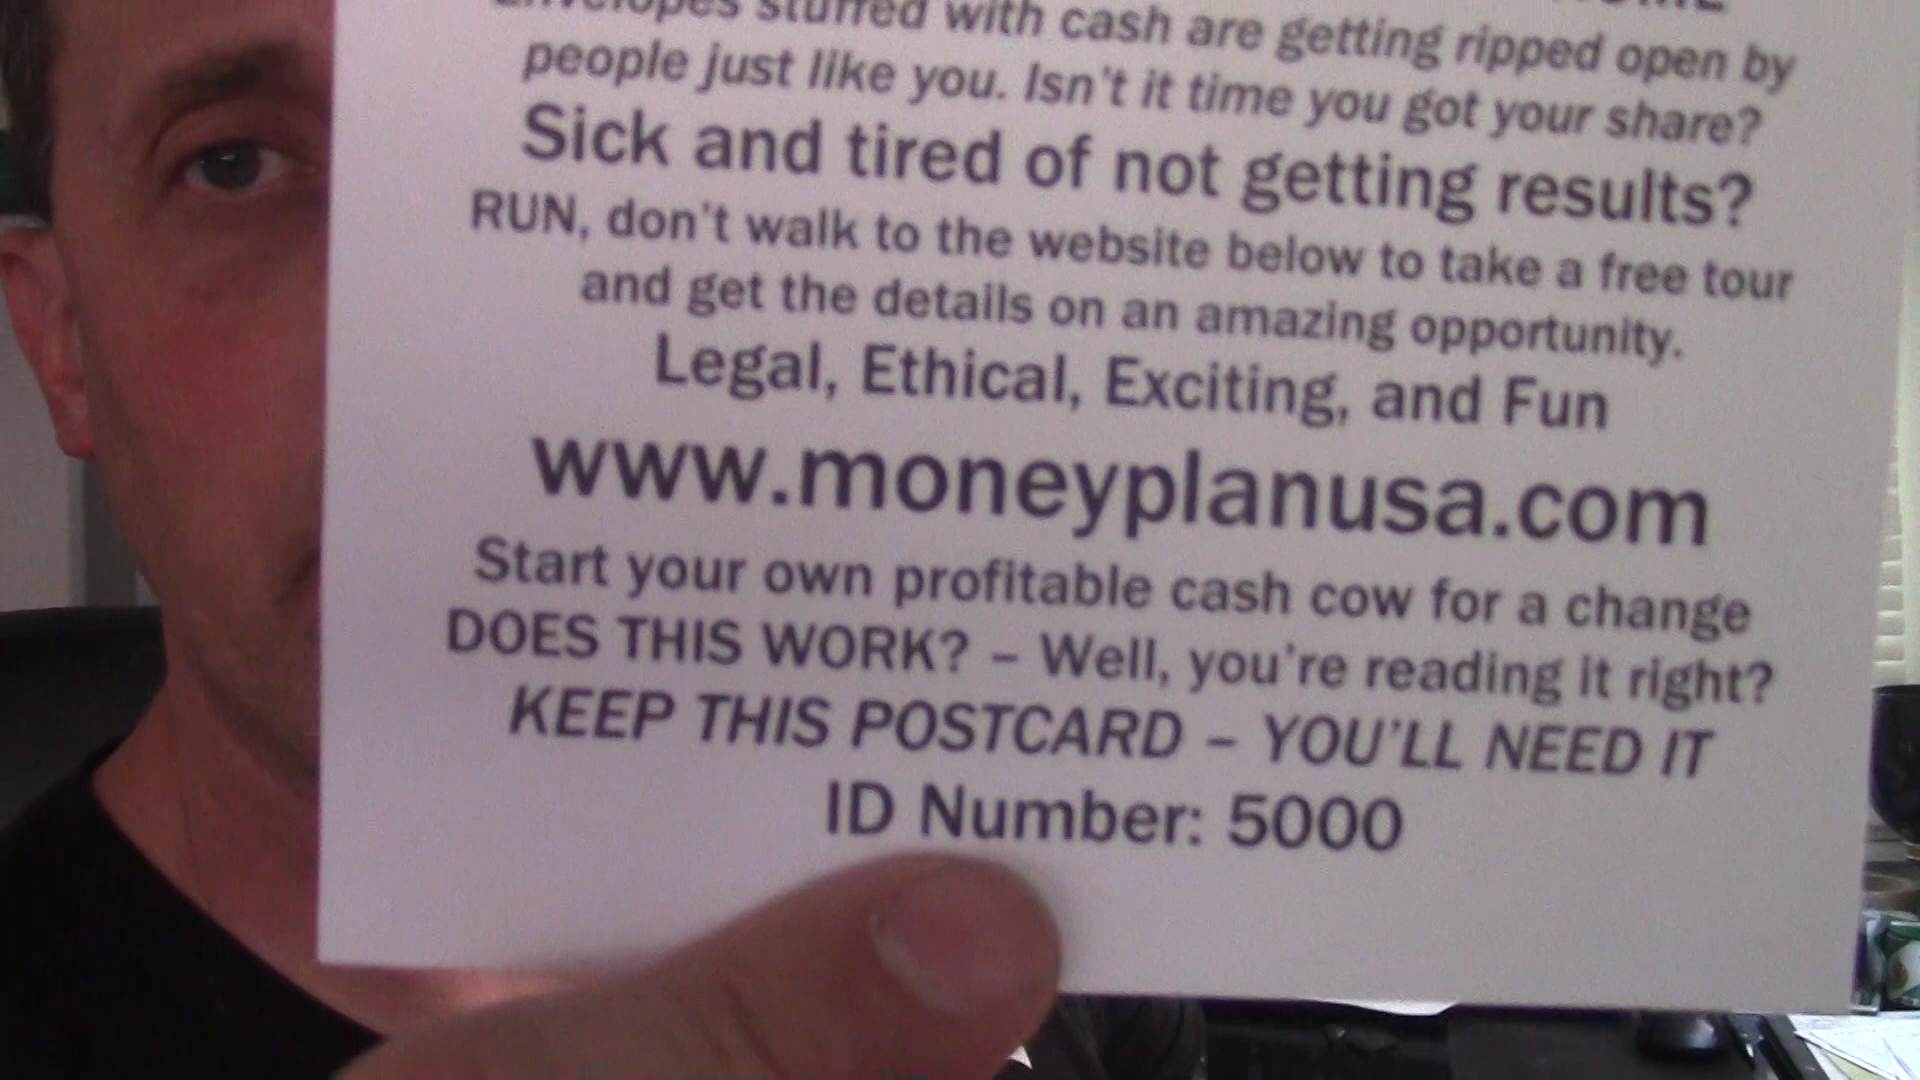 Envelopes stuffed with cash are getting ripped open by
people just like you. Isn't it time you got your share?
Sick and tired of not getting results?
RUN, don't walk to the website below to take a free tour
and get the details on an amazing opportunity.
Legal, Ethical, Exciting, and Fun
www.moneyplanusa.com
Start your own profitable cash cow for a change
DOES THIS WORK? – Well, you're reading it right?
KEEP THIS POSTCARD – YOU'LL NEED IT
ID Number: 5000